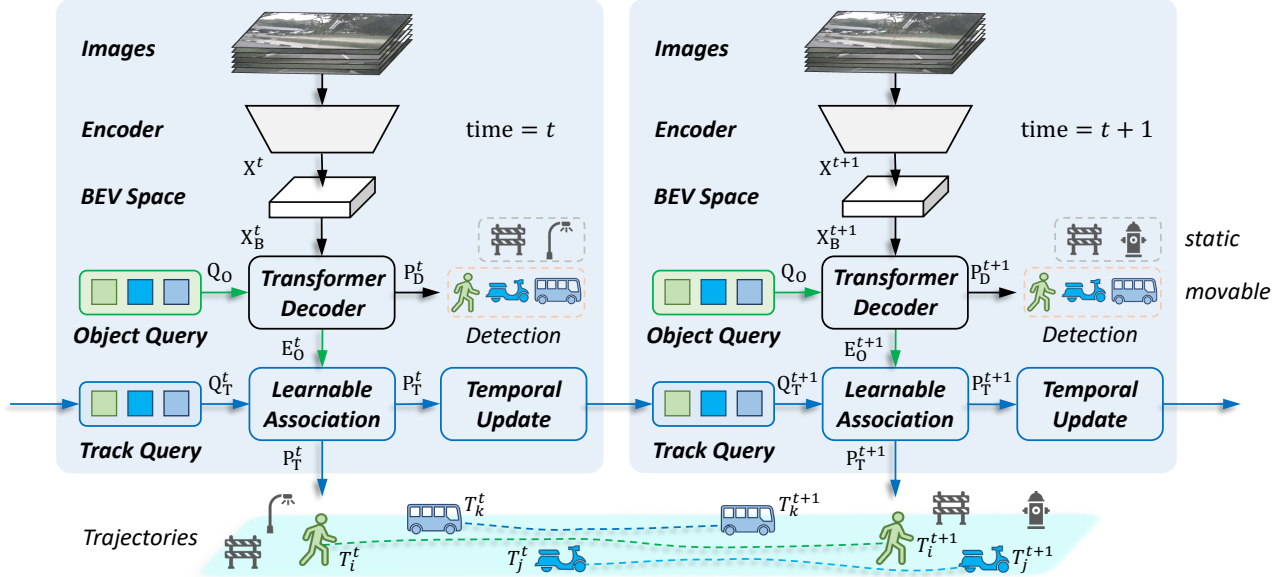 Images
Encoder
time = t
X^t
BEV Space
X_B^t
Q_O
Transformer
Decoder
P_D^t
Object Query
Detection
E_O^t
Q_T^t
Learnable
Association
P_T^t
Temporal
Update
Track Query
P_T^t
Images
Encoder
time = t + 1
X^{t+1}
BEV Space
X_B^{t+1}
static
Q_O
Transformer
Decoder
P_D^{t+1}
movable
Object Query
Detection
E_O^{t+1}
Q_T^{t+1}
Learnable
Association
P_T^{t+1}
Temporal
Update
Track Query
P_T^{t+1}
Trajectories
T_k^t
T_k^{t+1}
T_i^t
T_j^t
T_i^{t+1}
T_j^{t+1}